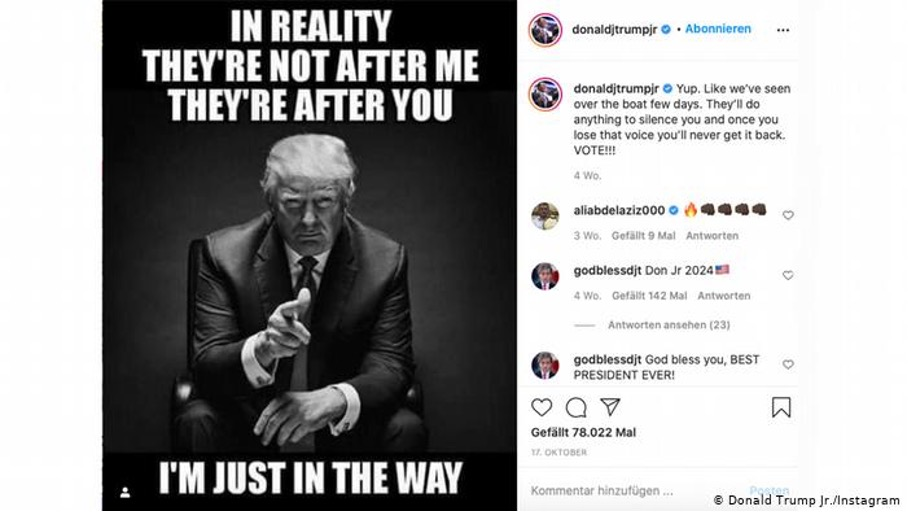 IN REALITY
THEY'RE NOT AFTER ME
THEY'RE AFTER YOU
I'M JUST IN THE WAY
donaldjtrumpjr • Abonnieren
donaldjtrumpjr Yup. Like we've seen
over the boat few days. They'll do
anything to silence you and once you
lose that voice you'll never get it back.
VOTE!!!
4 Wo.
aliabdelaziz000 🔥👊🏿👊🏿👊🏿👊🏿
3 Wo. Gefällt 9 Mal Antworten
godblessdjt Don Jr 2024🇺🇸
4 Wo. Gefällt 142 Mal Antworten
Antworten ansehen (23)
godblessdjt God bless you, BEST
PRESIDENT EVER!
Gefällt 78.022 Mal
17. OKTOBER
Kommentar hinzufügen ...
Posten
© Donald Trump Jr./Instagram